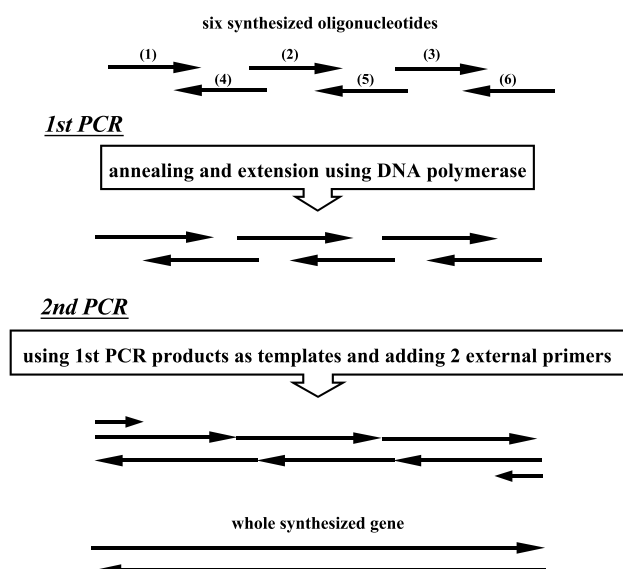 six synthesized oligonucleotides
(1) (2) (3)
(4) (5) (6)
1st PCR
annealing and extension using DNA polymerase
2nd PCR
using 1st PCR products as templates and adding 2 external primers
whole synthesized gene